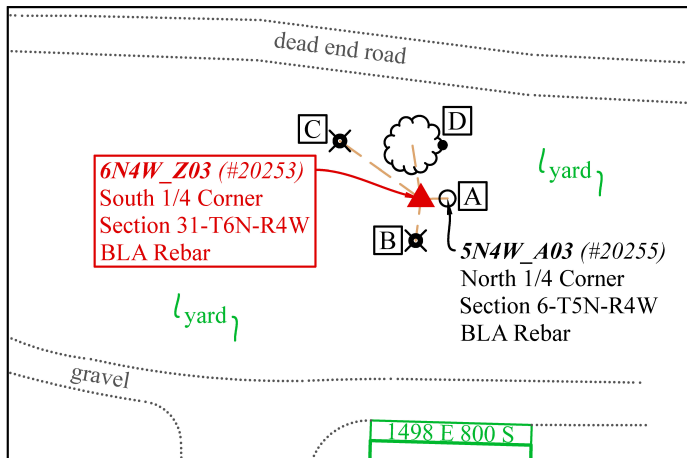 dead end road
C
D
yard
6N4W_Z03 (#20253)
South 1/4 Corner
Section 31-T6N-R4W
BLA Rebar
A
B
5N4W_A03 (#20255)
North 1/4 Corner
Section 6-T5N-R4W
BLA Rebar
yard
gravel
1498 E 800 S